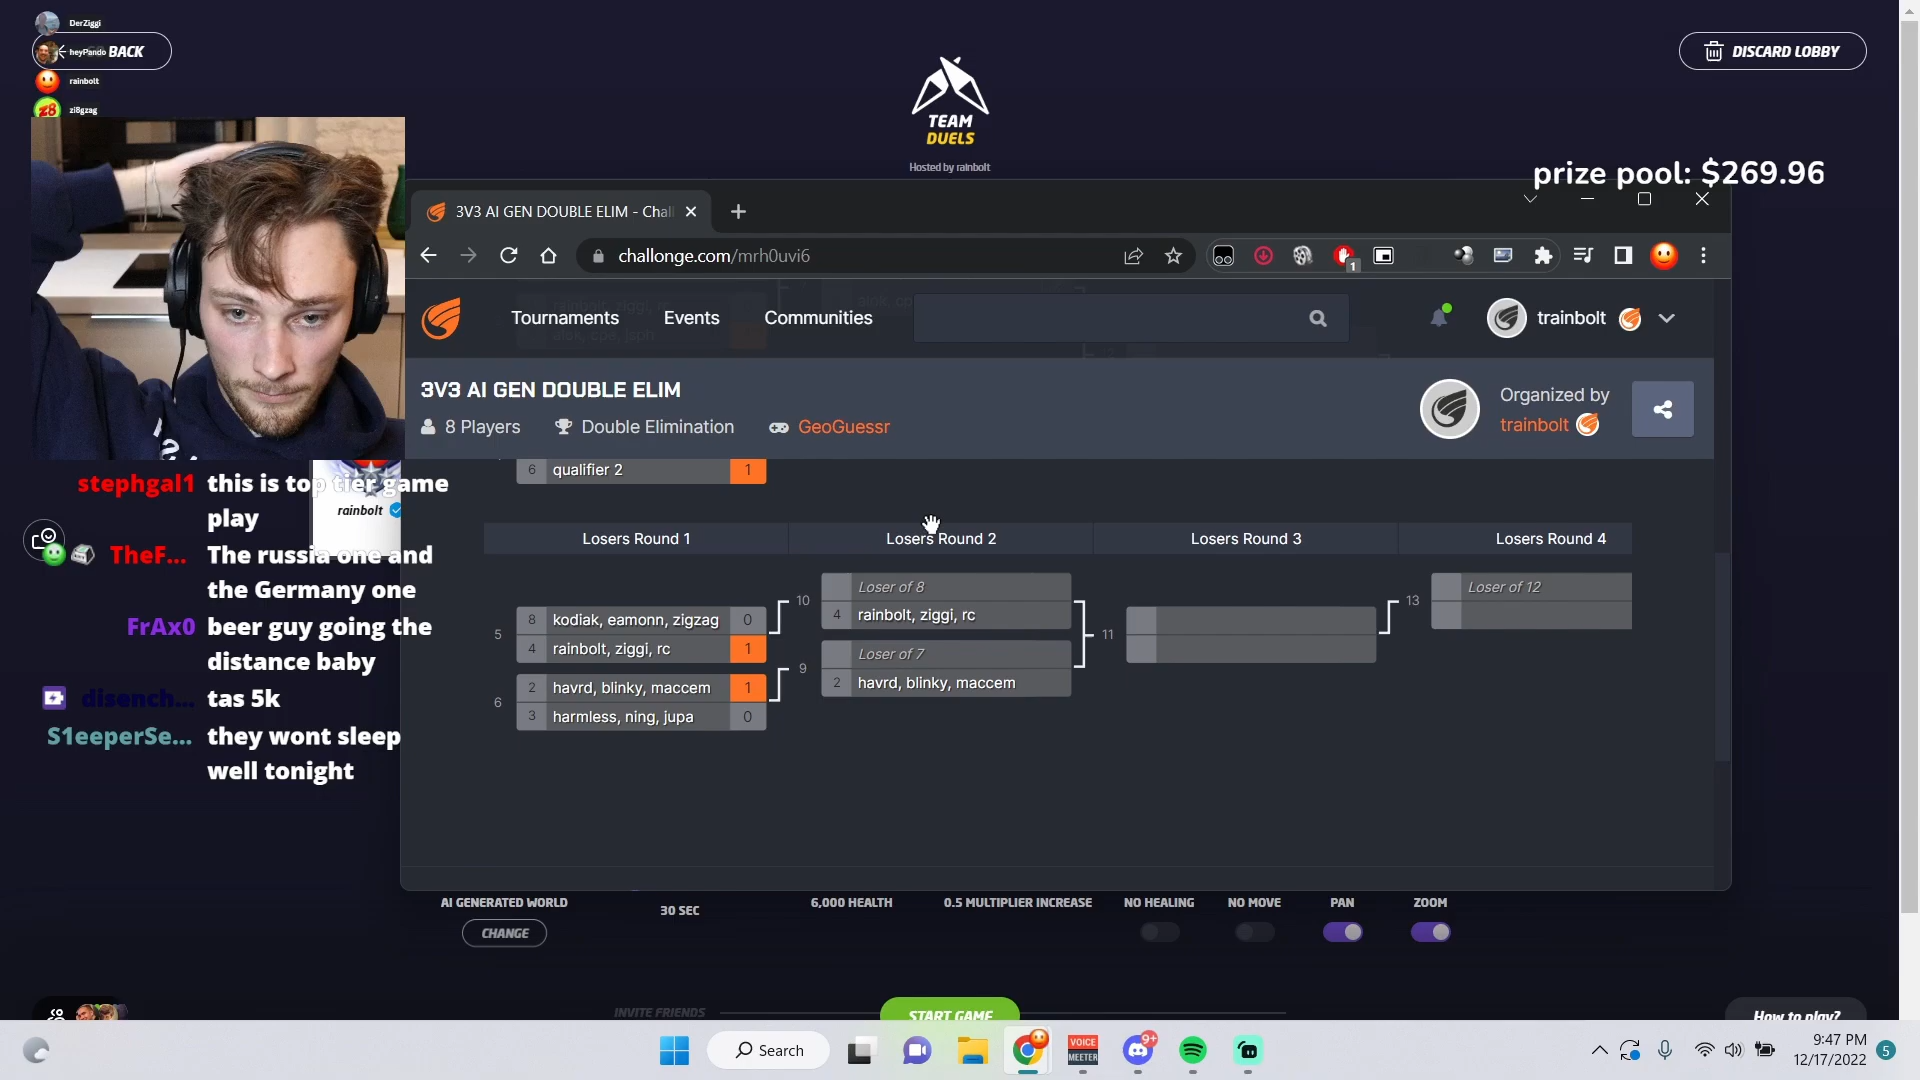 DerZiggi
heyPando
BACK
rainbolt
zi8gzag
TEAM
DUELS
Hosted by rainbolt
DISCARD LOBBY
prize pool: $269.96
3V3 AI GEN DOUBLE ELIM - Chal
challonge.com/mrh0uvi6
1
Tournaments
Events
Communities
trainbolt
3V3 AI GEN DOUBLE ELIM
8 Players
Double Elimination
GeoGuessr
Organized by
trainbolt
6 qualifier 2 1
Losers Round 1
Losers Round 2
Losers Round 3
Losers Round 4
5
8 kodiak, eamonn, zigzag 0
4 rainbolt, ziggi, rc 1
6
2 havrd, blinky, maccem 1
3 harmless, ning, jupa 0
10
Loser of 8
4 rainbolt, ziggi, rc
9
Loser of 7
2 havrd, blinky, maccem
11
13
Loser of 12
rainbolt
stephgal1 this is top tier game
play
TheF... The russia one and
the Germany one
FrAx0 beer guy going the
distance baby
disench... tas 5k
S1eeperSe... they wont sleep
well tonight
AI GENERATED WORLD
CHANGE
30 SEC
6,000 HEALTH
0.5 MULTIPLIER INCREASE
NO HEALING
NO MOVE
PAN
ZOOM
INVITE FRIENDS
START GAME
How to play?
Search
VOICE
MEETER
9+
9:47 PM
12/17/2022
5